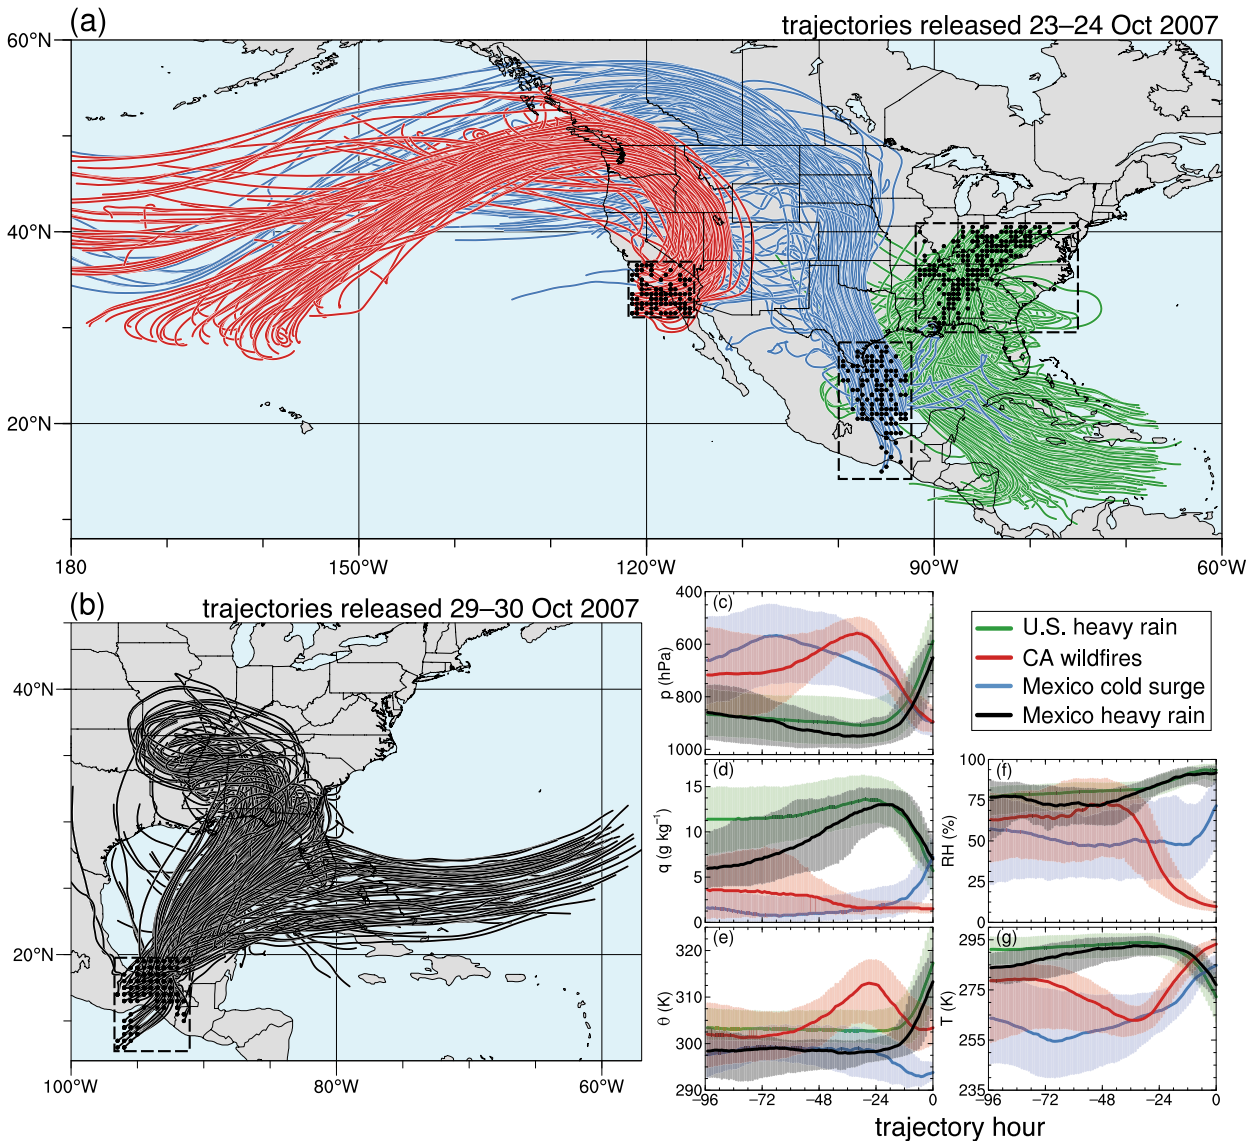 (a)
trajectories released 23–24 Oct 2007
60°N
40°N
20°N
180
150°W
120°W
90°W
60°W
(b)
trajectories released 29–30 Oct 2007
40°N
20°N
100°W
80°W
60°W
(c)
400
600
800
1000
p (hPa)
U.S. heavy rain
CA wildfires
Mexico cold surge
Mexico heavy rain
(d)
15
10
5
0
q (g kg⁻¹)
(f)
100
75
50
25
0
RH (%)
(e)
320
310
300
290
θ (K)
−96
−72
−48
−24
0
(g)
295
275
255
235
T (K)
−96
−72
−48
−24
0
trajectory hour